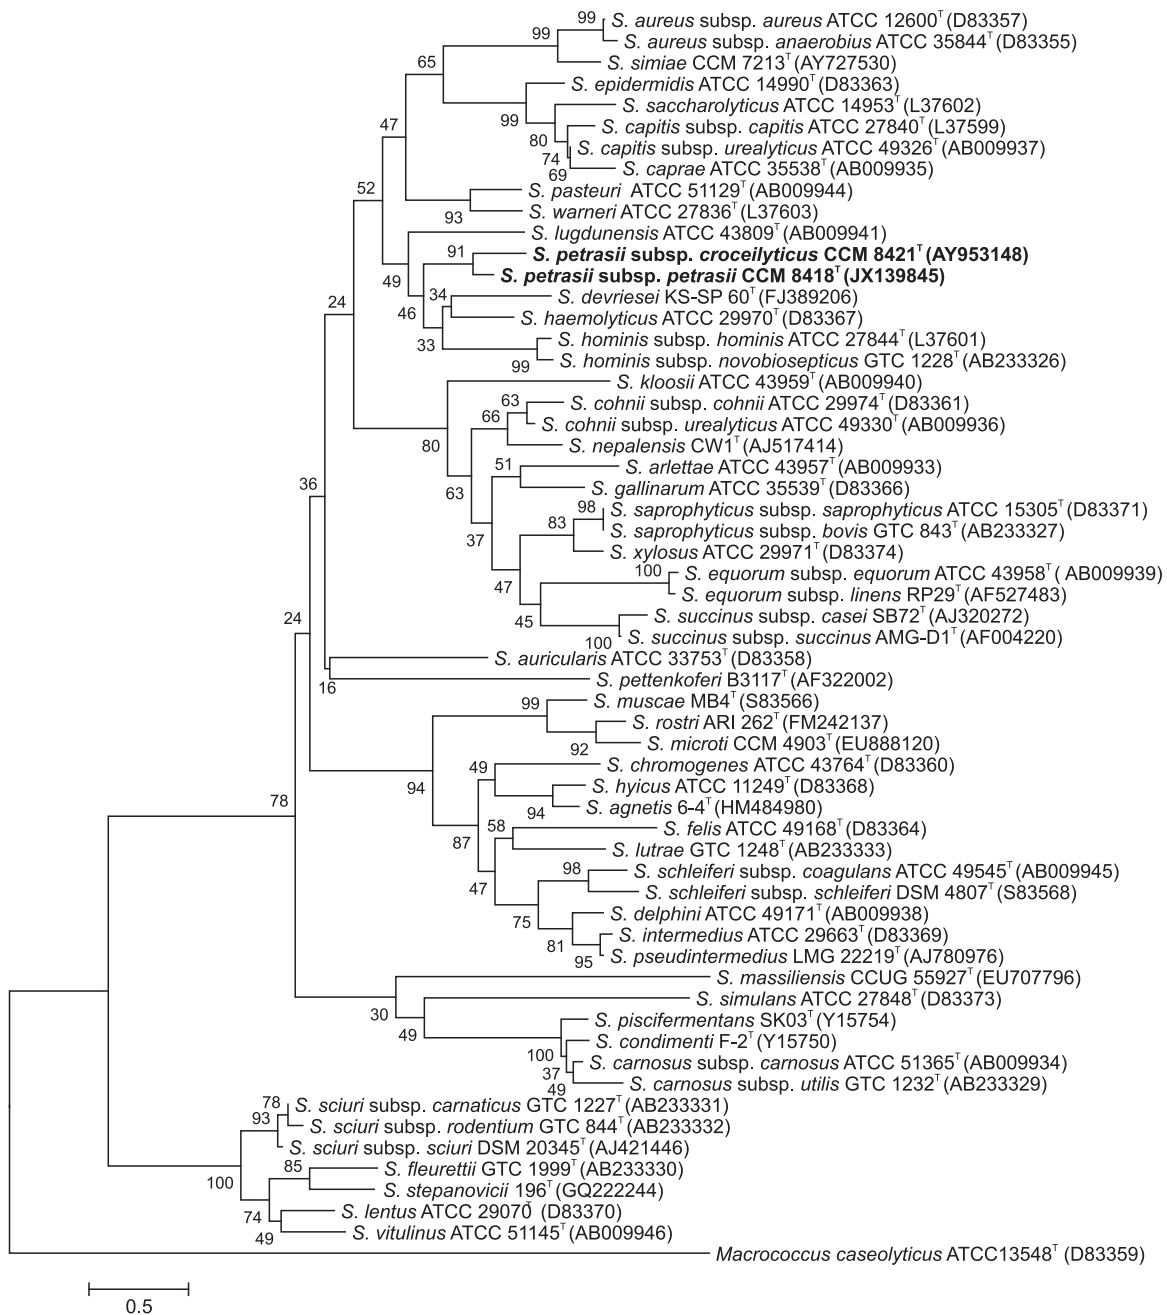 99 S. aureus subsp. aureus ATCC 12600T (D83357)
99 S. aureus subsp. anaerobius ATCC 35844T (D83355)
S. simiae CCM 7213T (AY727530)
65
S. epidermidis ATCC 14990T (D83363)
S. saccharolyticus ATCC 14953T (L37602)
99
S. capitis subsp. capitis ATCC 27840T (L37599)
47 80
S. capitis subsp. urealyticus ATCC 49326T (AB009937)
74
S. caprae ATCC 35538T (AB009935)
69
52 S. pasteuri ATCC 51129T (AB009944)
93 S. warneri ATCC 27836T (L37603)
S. lugdunensis ATCC 43809T (AB009941)
91 S. petrasii subsp. croceilyticus CCM 8421T (AY953148)
49 S. petrasii subsp. petrasii CCM 8418T (JX139845)
24 34 S. devriesei KS-SP 60T (FJ389206)
46 S. haemolyticus ATCC 29970T (D83367)
33 S. hominis subsp. hominis ATCC 27844T (L37601)
99 S. hominis subsp. novobiosepticus GTC 1228T (AB233326)
S. kloosii ATCC 43959T (AB009940)
63 S. cohnii subsp. cohnii ATCC 29974T (D83361)
66 S. cohnii subsp. urealyticus ATCC 49330T (AB009936)
80 S. nepalensis CW1T (AJ517414)
51 S. arlettae ATCC 43957T (AB009933)
36 63 S. gallinarum ATCC 35539T (D83366)
98 S. saprophyticus subsp. saprophyticus ATCC 15305T (D83371)
83 S. saprophyticus subsp. bovis GTC 843T (AB233327)
37 S. xylosus ATCC 29971T (D83374)
100 S. equorum subsp. equorum ATCC 43958T ( AB009939)
47 S. equorum subsp. linens RP29T (AF527483)
24 45 S. succinus subsp. casei SB72T (AJ320272)
100 S. succinus subsp. succinus AMG-D1T (AF004220)
S. auricularis ATCC 33753T (D83358)
16 S. pettenkoferi B3117T (AF322002)
99 S. muscae MB4T (S83566)
S. rostri ARI 262T (FM242137)
92 S. microti CCM 4903T (EU888120)
49 S. chromogenes ATCC 43764T (D83360)
94 S. hyicus ATCC 11249T (D83368)
78 94 S. agnetis 6-4T (HM484980)
58 S. felis ATCC 49168T (D83364)
87 S. lutrae GTC 1248T (AB233333)
98 S. schleiferi subsp. coagulans ATCC 49545T (AB009945)
47 S. schleiferi subsp. schleiferi DSM 4807T (S83568)
75 S. delphini ATCC 49171T (AB009938)
81 S. intermedius ATCC 29663T (D83369)
95 S. pseudintermedius LMG 22219T (AJ780976)
S. massiliensis CCUG 55927T (EU707796)
30 S. simulans ATCC 27848T (D83373)
49 S. piscifermentans SK03T (Y15754)
S. condimenti F-2T (Y15750)
100
S. carnosus subsp. carnosus ATCC 51365T (AB009934)
37
S. carnosus subsp. utilis GTC 1232T (AB233329)
49
78 S. sciuri subsp. carnaticus GTC 1227T (AB233331)
93 S. sciuri subsp. rodentium GTC 844T (AB233332)
S. sciuri subsp. sciuri DSM 20345T (AJ421446)
85 S. fleurettii GTC 1999T (AB233330)
100 S. stepanovicii 196T (GQ222244)
74 S. lentus ATCC 29070T (D83370)
49 S. vitulinus ATCC 51145T (AB009946)
Macrococcus caseolyticus ATCC13548T (D83359)
0.5